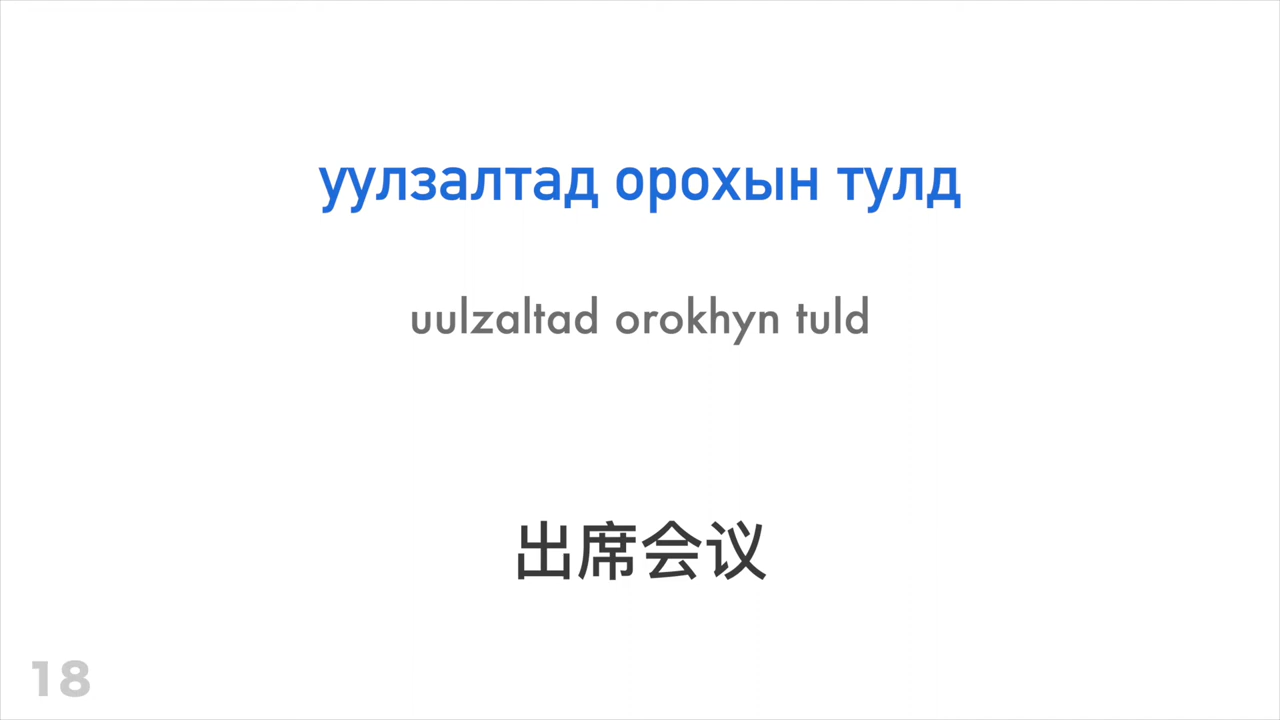 уулзалтад орохын тулд
uulzaltad orokhyn tuld
出席会议
18